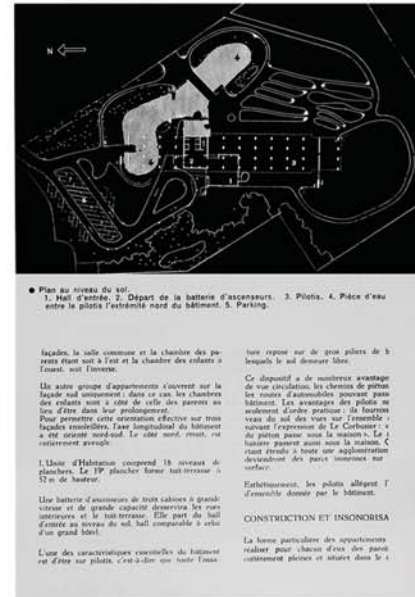 N
● Plan au niveau du sol.
1. Hall d'entrée. 2. Départ de la batterie d'ascenseurs. 3. Pilotis. 4. Pièce d'eau
entre le pilotis l'extrémité nord du bâtiment. 5. Parking.
façades, la salle commune et la chambre des pa-
rents étant soit à l'est et la chambre des enfants à
l'ouest, soit l'inverse.
Un autre groupe d'appartements s'ouvrent sur la
façade sud uniquement; dans ce cas, les chambres
des enfants sont à côté de celle des parents au
lieu d'être dans leur prolongement.
Pour permettre cette orientation effective sur trois
façades ensoleillées, l'axe longitudinal du bâtiment
a été orienté nord-sud. Le côté nord, étroit, est
entièrement aveugle.
L'Unité d'Habitation comprend 18 niveaux de
planchers. Le 19e plancher forme toit-terrasse à
52 m de hauteur.
Une batterie d'ascenseurs de trois cabines à grande
vitesse et de grande capacité desservira les rues
intérieures et le toit-terrasse. Elle part du hall
d'entrée au niveau du sol, hall comparable à celui
d'un grand hôtel.
L'une des caractéristiques essentielles du bâtiment
est d'être sur pilotis, c'est-à-dire que toute l'ossa-
ture repose sur de gros piliers de b
lesquels le sol demeure libre.
Ce dispositif a de nombreux avantage
de vue circulation, les chemins de piéton
les routes d'automobiles pouvant pass
bâtiment. Les avantages des pilotis ne
seulement d'ordre pratique : ils fournis
veau du sol des vues sur l'ensemble
suivant l'expression de Le Corbusier : «
du piéton passe sous la maison ». Le
lumière passent aussi sous la maison. C
étant étendu à toute une agglomération
deviendront des parcs immenses sur
surface.
Esthétiquement, les pilotis allègent l'
d'ensemble donnée par le bâtiment.
CONSTRUCTION ET INSONORISA
La forme particulière des appartements
réaliser pour chacun d'eux des parois
entièrement pleines et situées dans le